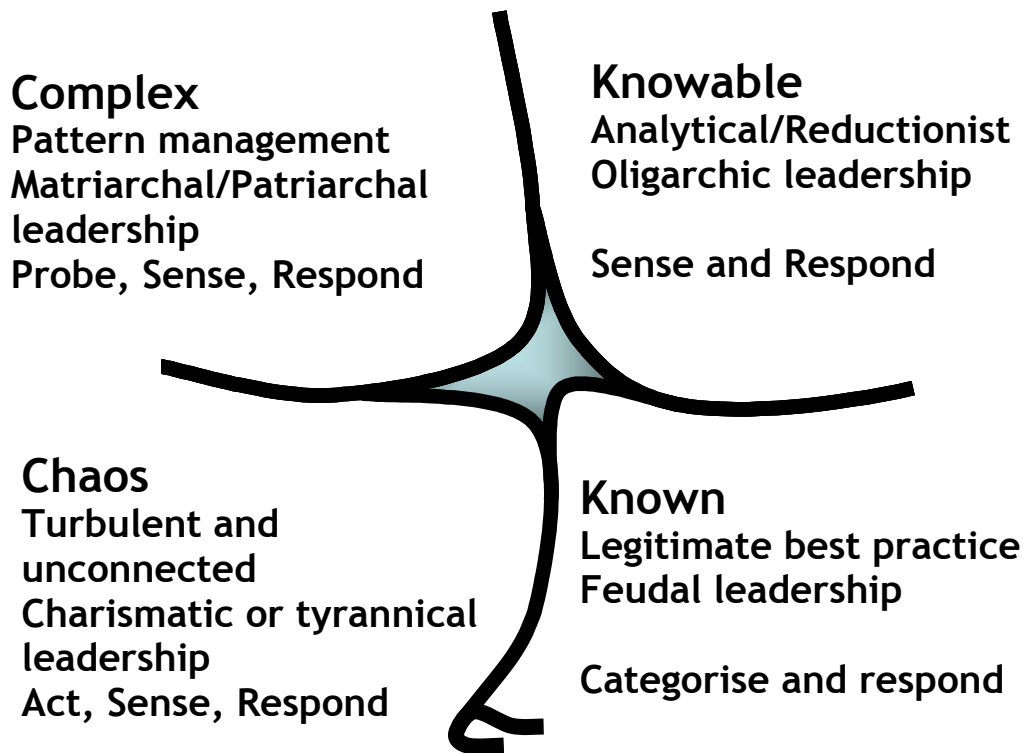 Complex
Pattern management
Matriarchal/Patriarchal
leadership
Probe, Sense, Respond
Knowable
Analytical/Reductionist
Oligarchic leadership
Sense and Respond
Chaos
Turbulent and
unconnected
Charismatic or tyrannical
leadership
Act, Sense, Respond
Known
Legitimate best practice
Feudal leadership
Categorise and respond